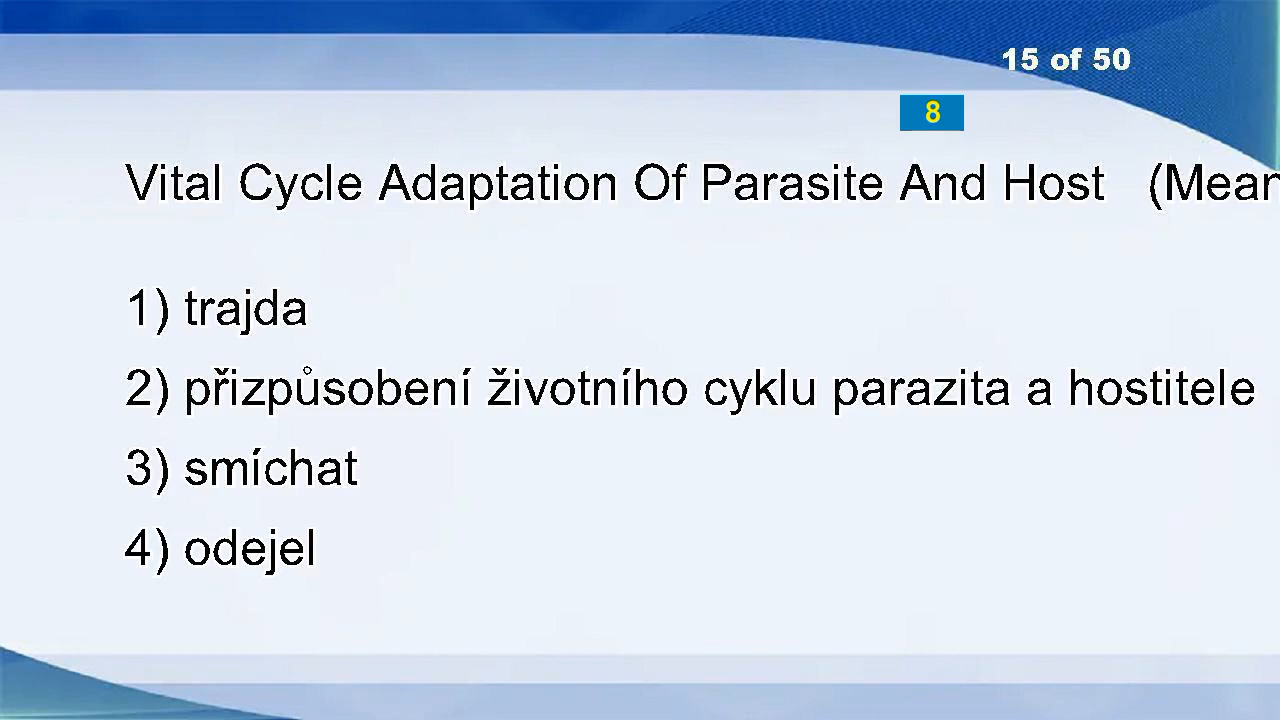 15 of 50
8
Vital Cycle Adaptation Of Parasite And Host (Mean
1) trajda
2) přizpůsobení životního cyklu parazita a hostitele
3) smíchat
4) odejel